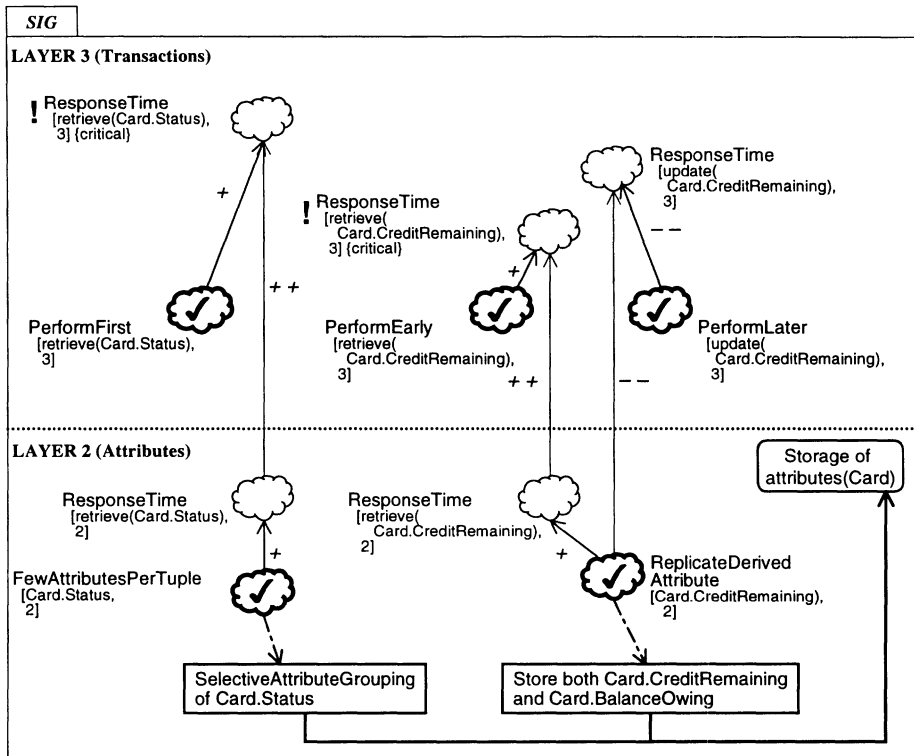 SIG
LAYER 3 (Transactions)
! ResponseTime
[retrieve(Card.Status),
3] {critical}
+
++
! ResponseTime
[retrieve(
Card.CreditRemaining),
3] {critical}
+
++
ResponseTime
[update(
Card.CreditRemaining),
3]
– –
– –
PerformFirst
[retrieve(Card.Status),
3]
PerformEarly
[retrieve(
Card.CreditRemaining),
3]
PerformLater
[update(
Card.CreditRemaining),
3]
LAYER 2 (Attributes)
Storage of
attributes(Card)
ResponseTime
[retrieve(Card.Status),
2]
+
ResponseTime
[retrieve(
Card.CreditRemaining),
2]
+
FewAttributesPerTuple
[Card.Status,
2]
ReplicateDerived
Attribute
[Card.CreditRemaining),
2]
SelectiveAttributeGrouping
of Card.Status
Store both Card.CreditRemaining
and Card.BalanceOwing